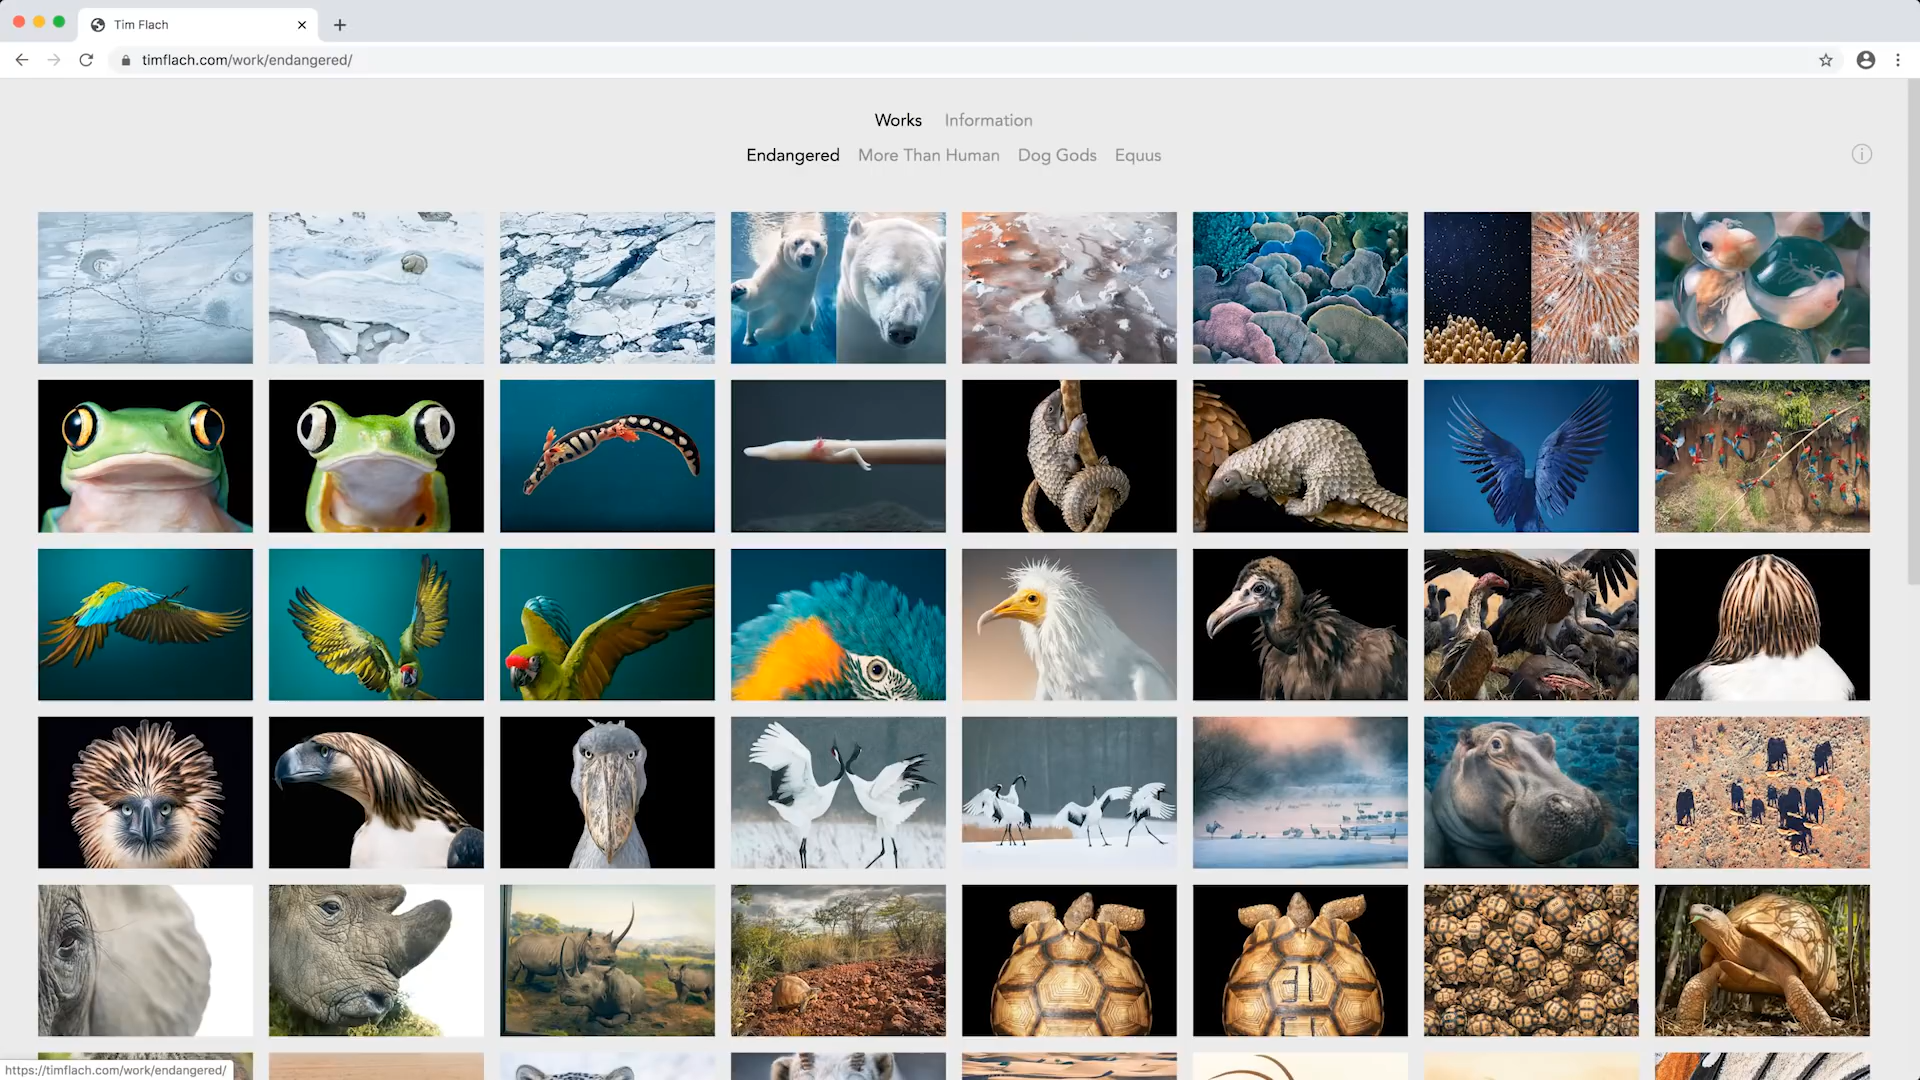 Tim Flach
timflach.com/work/endangered/
Works Information
Endangered More Than Human Dog Gods Equus
https://timflach.com/work/endangered/